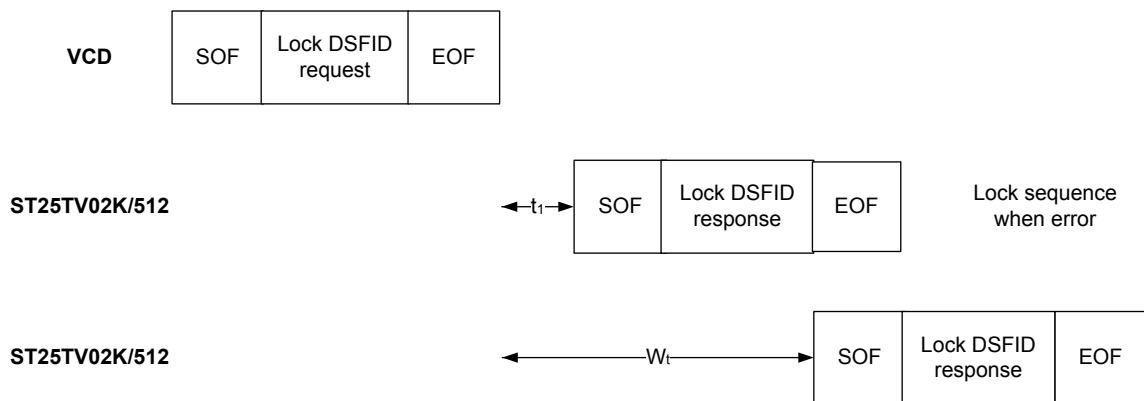 VCD
SOF
Lock DSFID
request
EOF
ST25TV02K/512
t1
SOF
Lock DSFID
response
EOF
Lock sequence
when error
ST25TV02K/512
Wt
SOF
Lock DSFID
response
EOF